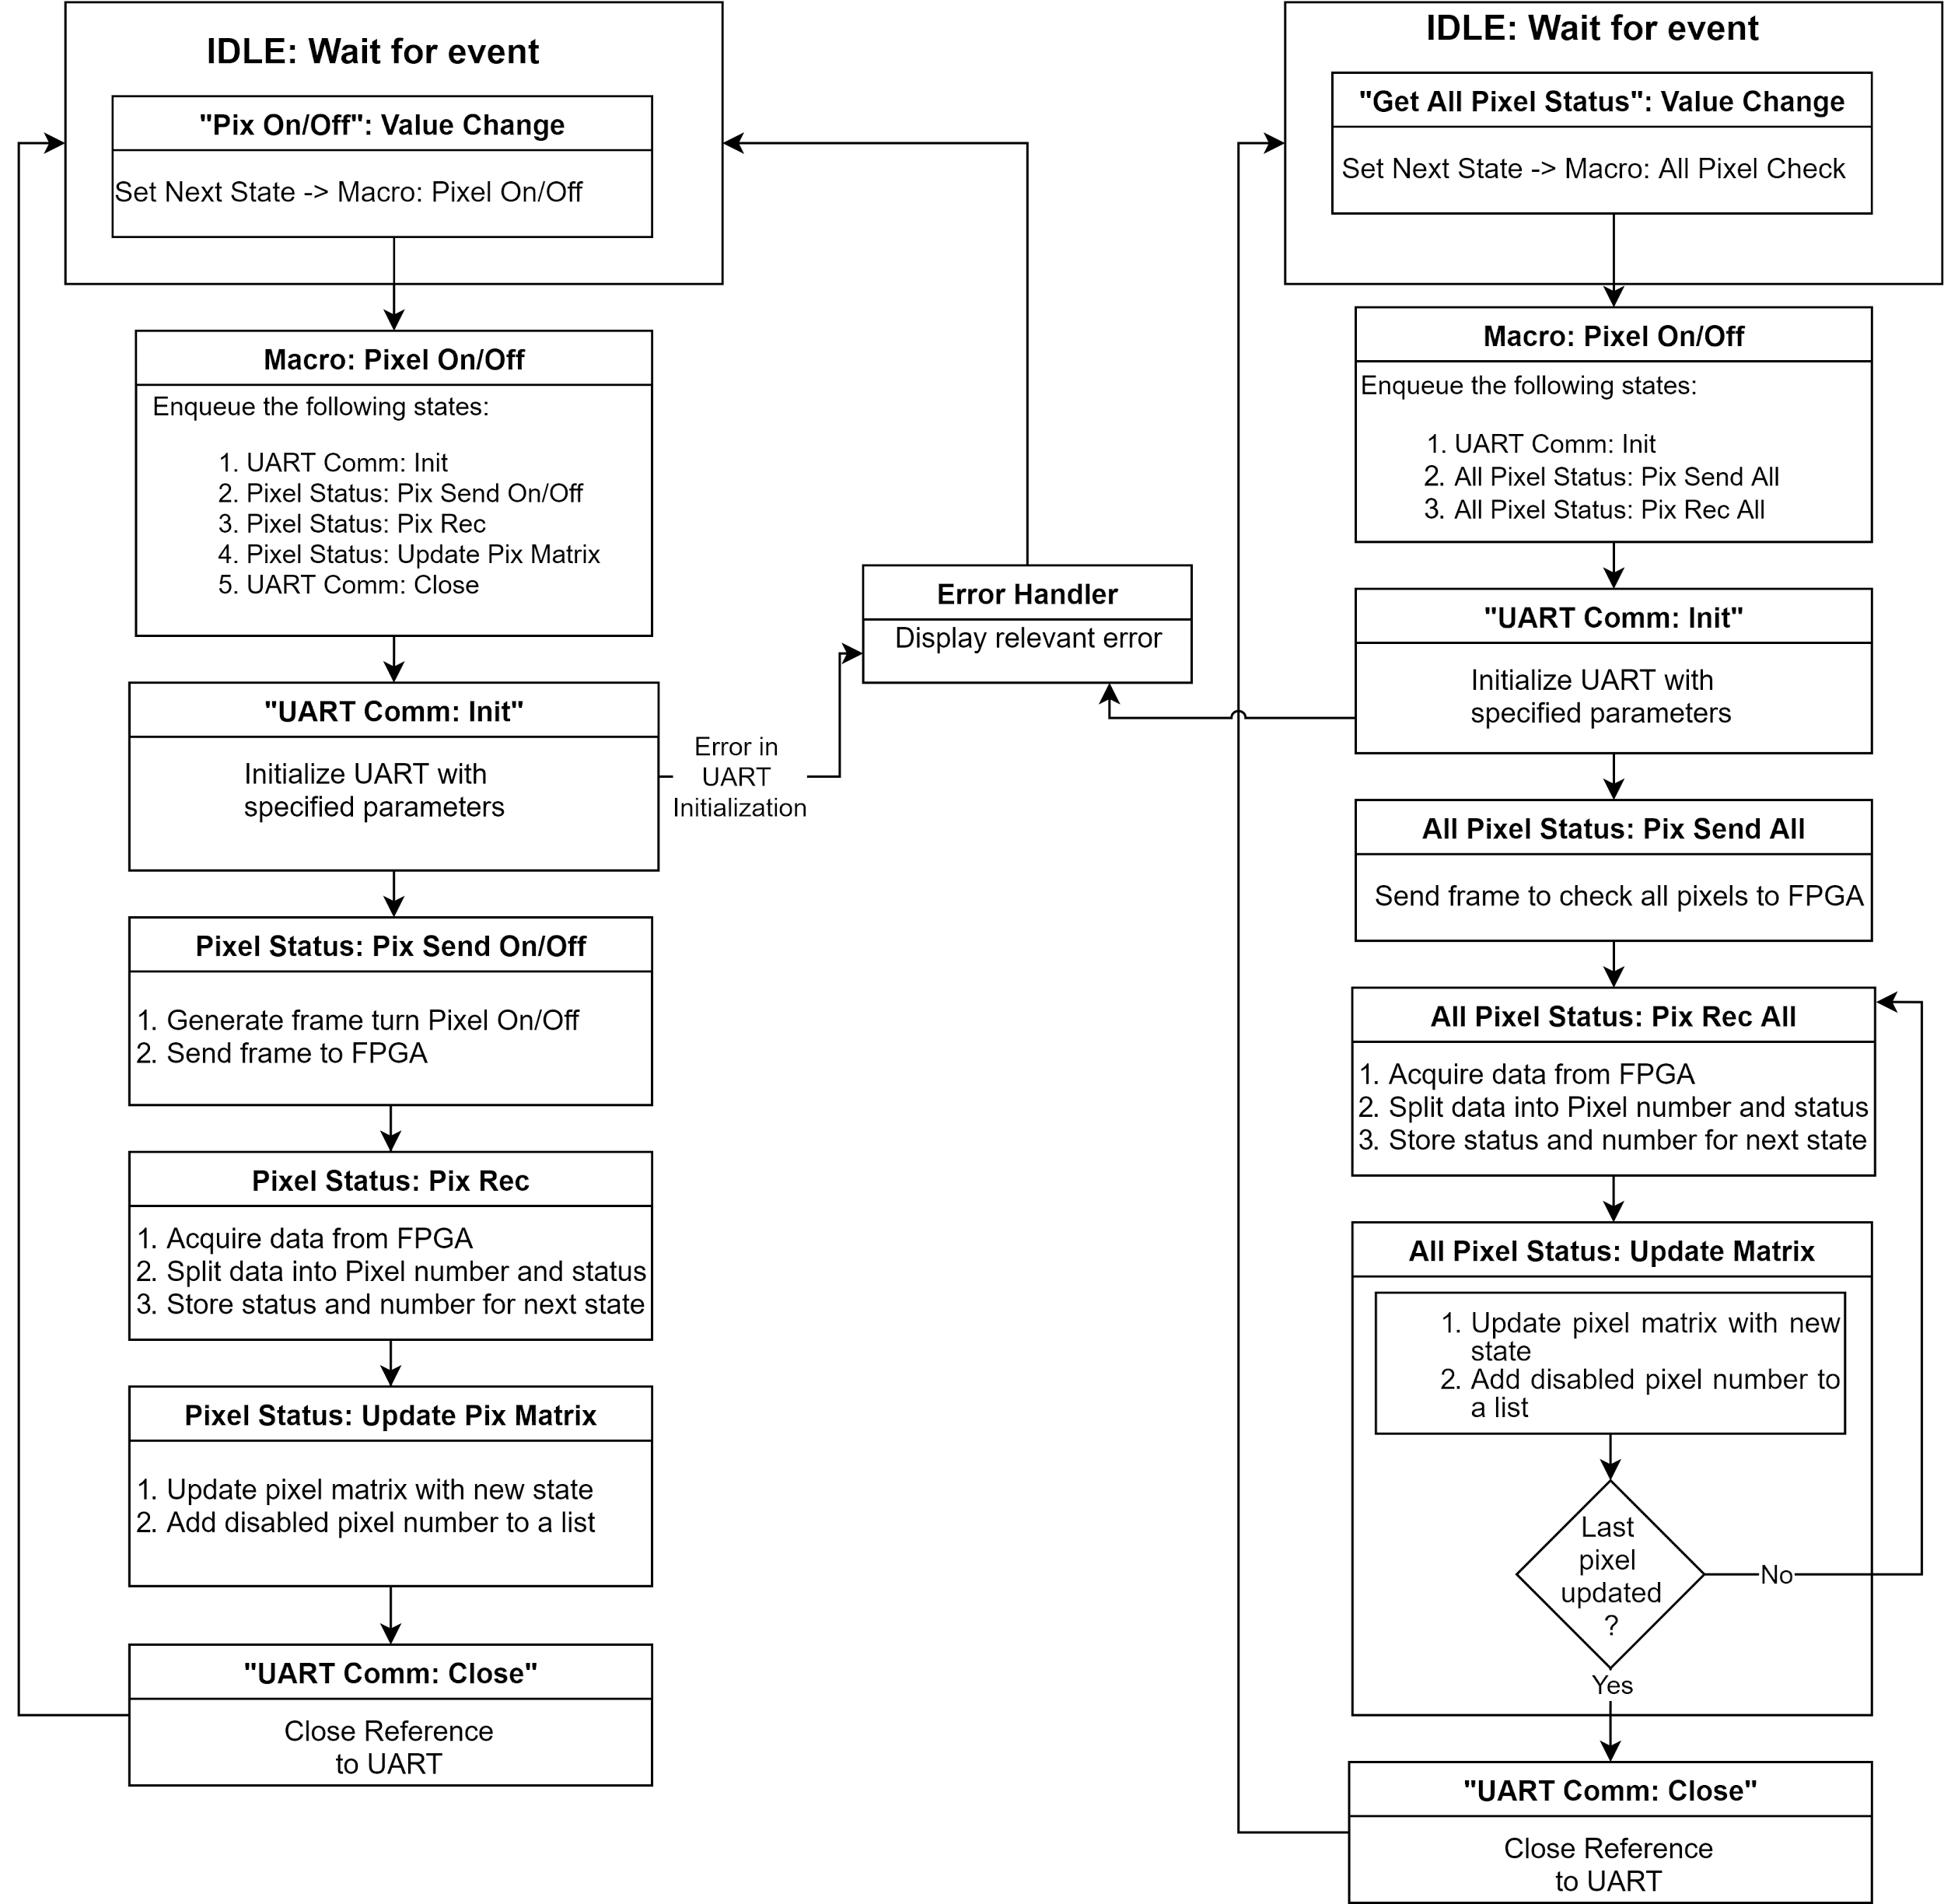 IDLE: Wait for event
"Pix On/Off": Value Change
Set Next State -> Macro: Pixel On/Off
Macro: Pixel On/Off
Enqueue the following states:
1. UART Comm: Init
2. Pixel Status: Pix Send On/Off
3. Pixel Status: Pix Rec
4. Pixel Status: Update Pix Matrix
5. UART Comm: Close
"UART Comm: Init"
Initialize UART with
specified parameters
Error in
UART
Initialization
Error Handler
Display relevant error
Pixel Status: Pix Send On/Off
1. Generate frame turn Pixel On/Off
2. Send frame to FPGA
Pixel Status: Pix Rec
1. Acquire data from FPGA
2. Split data into Pixel number and status
3. Store status and number for next state
Pixel Status: Update Pix Matrix
1. Update pixel matrix with new state
2. Add disabled pixel number to a list
"UART Comm: Close"
Close Reference
to UART
IDLE: Wait for event
"Get All Pixel Status": Value Change
Set Next State -> Macro: All Pixel Check
Macro: Pixel On/Off
Enqueue the following states:
1. UART Comm: Init
2. All Pixel Status: Pix Send All
3. All Pixel Status: Pix Rec All
"UART Comm: Init"
Initialize UART with
specified parameters
All Pixel Status: Pix Send All
Send frame to check all pixels to FPGA
All Pixel Status: Pix Rec All
1. Acquire data from FPGA
2. Split data into Pixel number and status
3. Store status and number for next state
All Pixel Status: Update Matrix
1. Update pixel matrix with new
state
2. Add disabled pixel number to
a list
Last
pixel
updated
?
No
Yes
"UART Comm: Close"
Close Reference
to UART